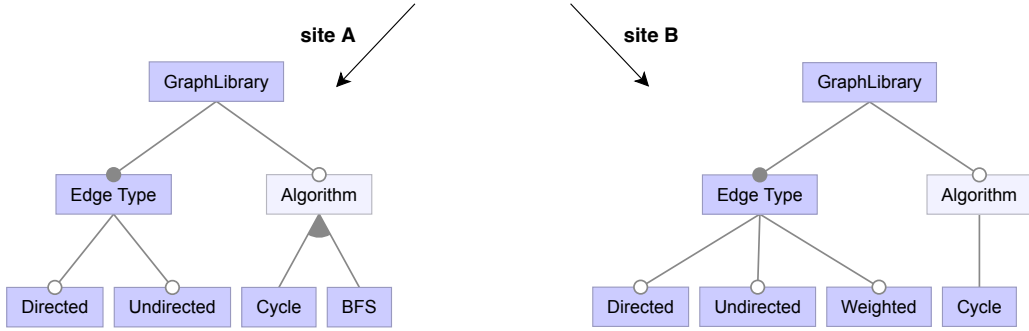 site A
site B
GraphLibrary
GraphLibrary
Edge Type
Algorithm
Edge Type
Algorithm
Directed
Undirected
Cycle
BFS
Directed
Undirected
Weighted
Cycle